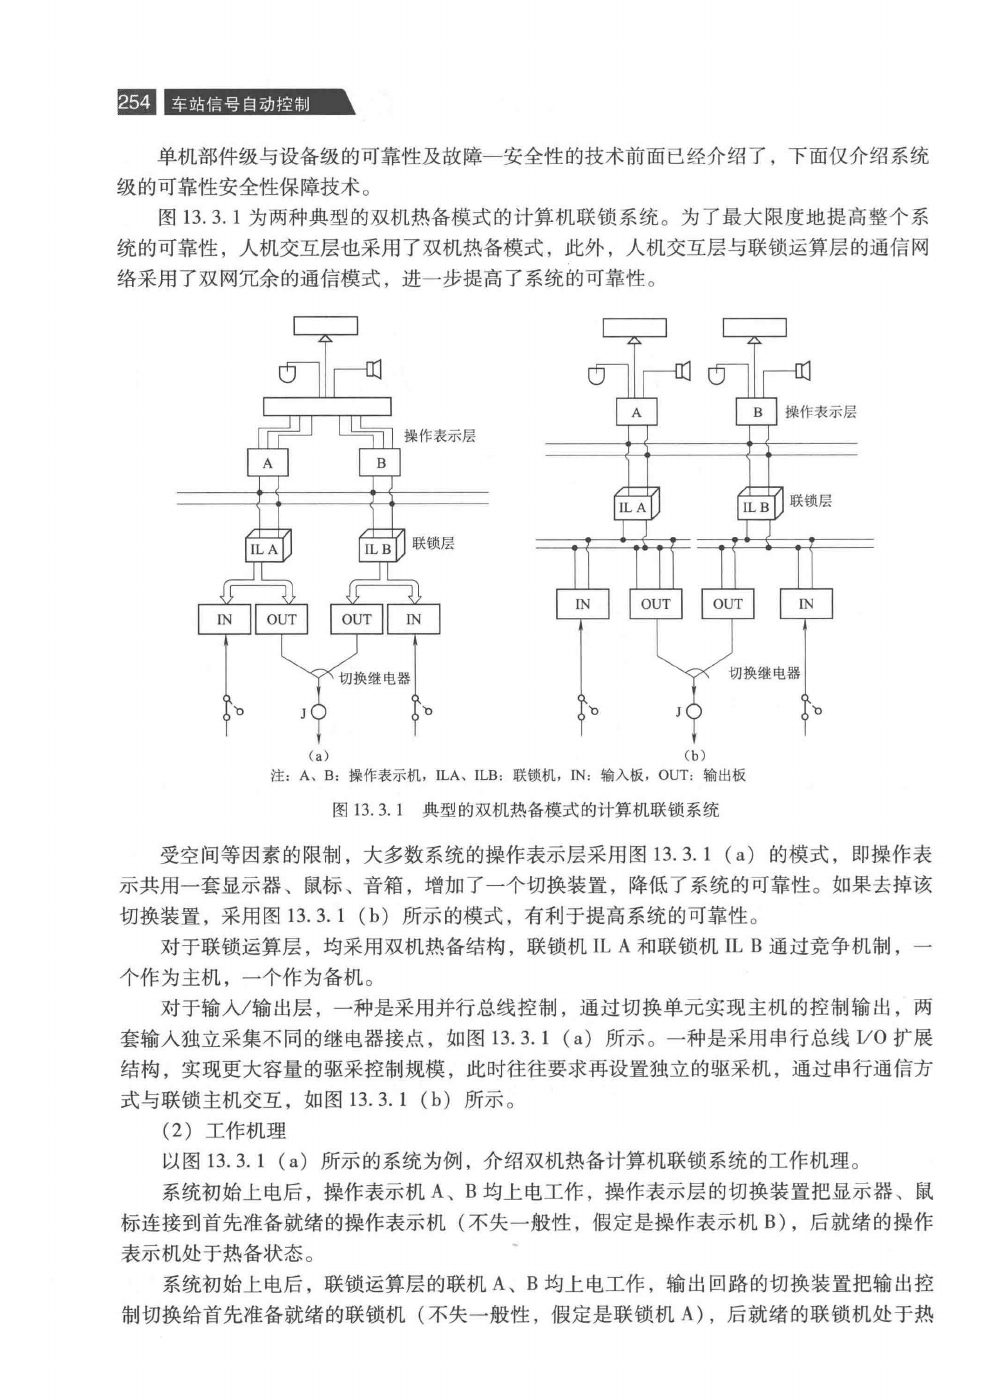 254 车站信号自动控制
单机部件级与设备级的可靠性及故障—安全性的技术前面已经介绍了，下面仅介绍系统
级的可靠性安全性保障技术。
图 13.3.1 为两种典型的双机热备模式的计算机联锁系统。为了最大限度地提高整个系
统的可靠性，人机交互层也采用了双机热备模式，此外，人机交互层与联锁运算层的通信网
络采用了双网冗余的通信模式，进一步提高了系统的可靠性。
操作表示层
A
B
IL A
IL B
联锁层
IN
OUT
OUT
IN
切换继电器
J
(a)
A
B
操作表示层
IL A
IL B
联锁层
IN
OUT
OUT
IN
切换继电器
J
(b)
注：A、B：操作表示机，ILA、ILB：联锁机，IN：输入板，OUT：输出板
图 13.3.1 典型的双机热备模式的计算机联锁系统
受空间等因素的限制，大多数系统的操作表示层采用图 13.3.1（a）的模式，即操作表
示共用一套显示器、鼠标、音箱，增加了一个切换装置，降低了系统的可靠性。如果去掉该
切换装置，采用图 13.3.1（b）所示的模式，有利于提高系统的可靠性。
对于联锁运算层，均采用双机热备结构，联锁机 IL A 和联锁机 IL B 通过竞争机制，一
个作为主机，一个作为备机。
对于输入/输出层，一种是采用并行总线控制，通过切换单元实现主机的控制输出，两
套输入独立采集不同的继电器接点，如图 13.3.1（a）所示。一种是采用串行总线 I/O 扩展
结构，实现更大容量的驱采控制规模，此时往往要求再设置独立的驱采机，通过串行通信方
式与联锁主机交互，如图 13.3.1（b）所示。
（2）工作机理
以图 13.3.1（a）所示的系统为例，介绍双机热备计算机联锁系统的工作机理。
系统初始上电后，操作表示机 A、B 均上电工作，操作表示层的切换装置把显示器、鼠
标连接到首先准备就绪的操作表示机（不失一般性，假定是操作表示机 B），后就绪的操作
表示机处于热备状态。
系统初始上电后，联锁运算层的联机 A、B 均上电工作，输出回路的切换装置把输出控
制切换给首先准备就绪的联锁机（不失一般性，假定是联锁机 A），后就绪的联锁机处于热